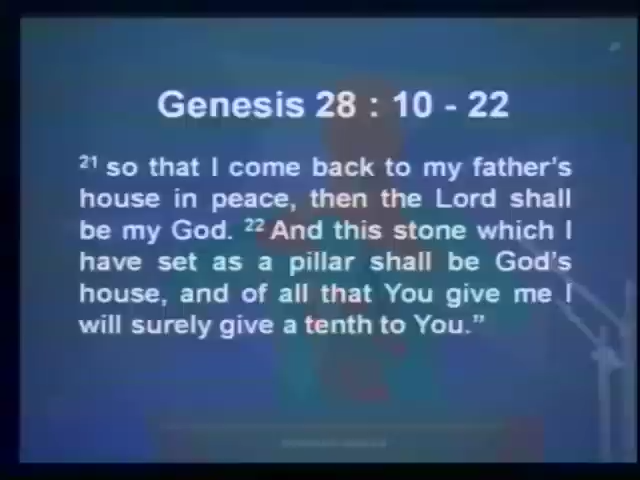 Genesis 28 : 10 - 22
21 so that I come back to my father's
house in peace, then the Lord shall
be my God. 22 And this stone which I
have set as a pillar shall be God's
house, and of all that You give me I
will surely give a tenth to You."